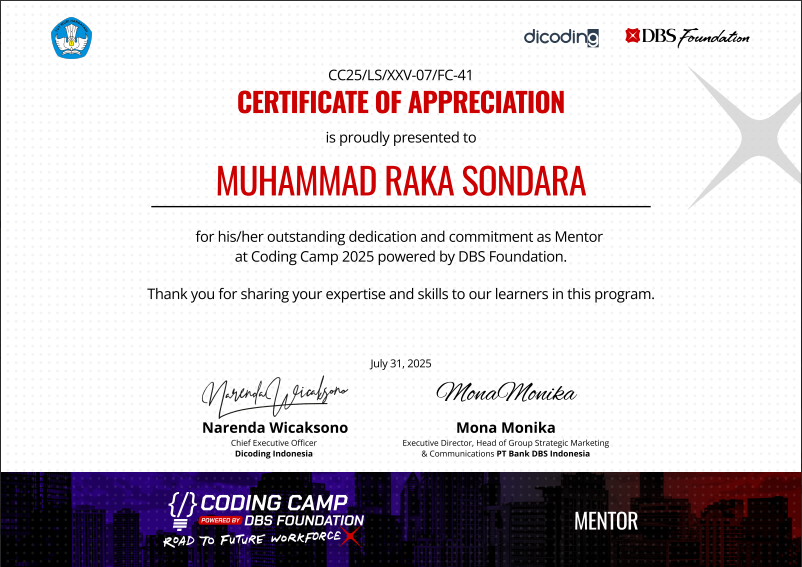 dicoding
DBS Foundation
CC25/LS/XXV-07/FC-41
CERTIFICATE OF APPRECIATION
is proudly presented to
MUHAMMAD RAKA SONDARA
for his/her outstanding dedication and commitment as Mentor
at Coding Camp 2025 powered by DBS Foundation.
Thank you for sharing your expertise and skills to our learners in this program.
July 31, 2025
Narenda Wicaksono
Mona Monika
Narenda Wicaksono
Chief Executive Officer
Dicoding Indonesia
Mona Monika
Executive Director, Head of Group Strategic Marketing
& Communications PT Bank DBS Indonesia
{/} CODING CAMP
POWERED BY DBS FOUNDATION
ROAD TO FUTURE WORKFORCE
MENTOR